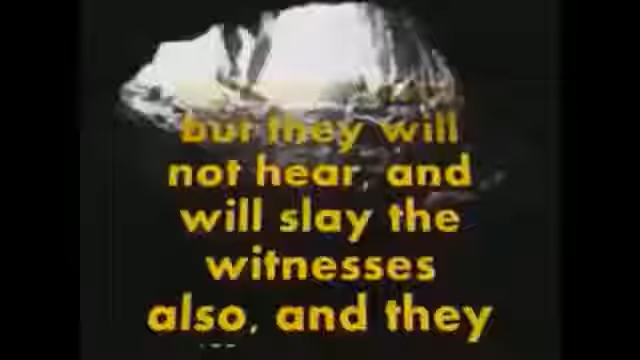 but they will
not hear, and
will slay the
witnesses
also, and they